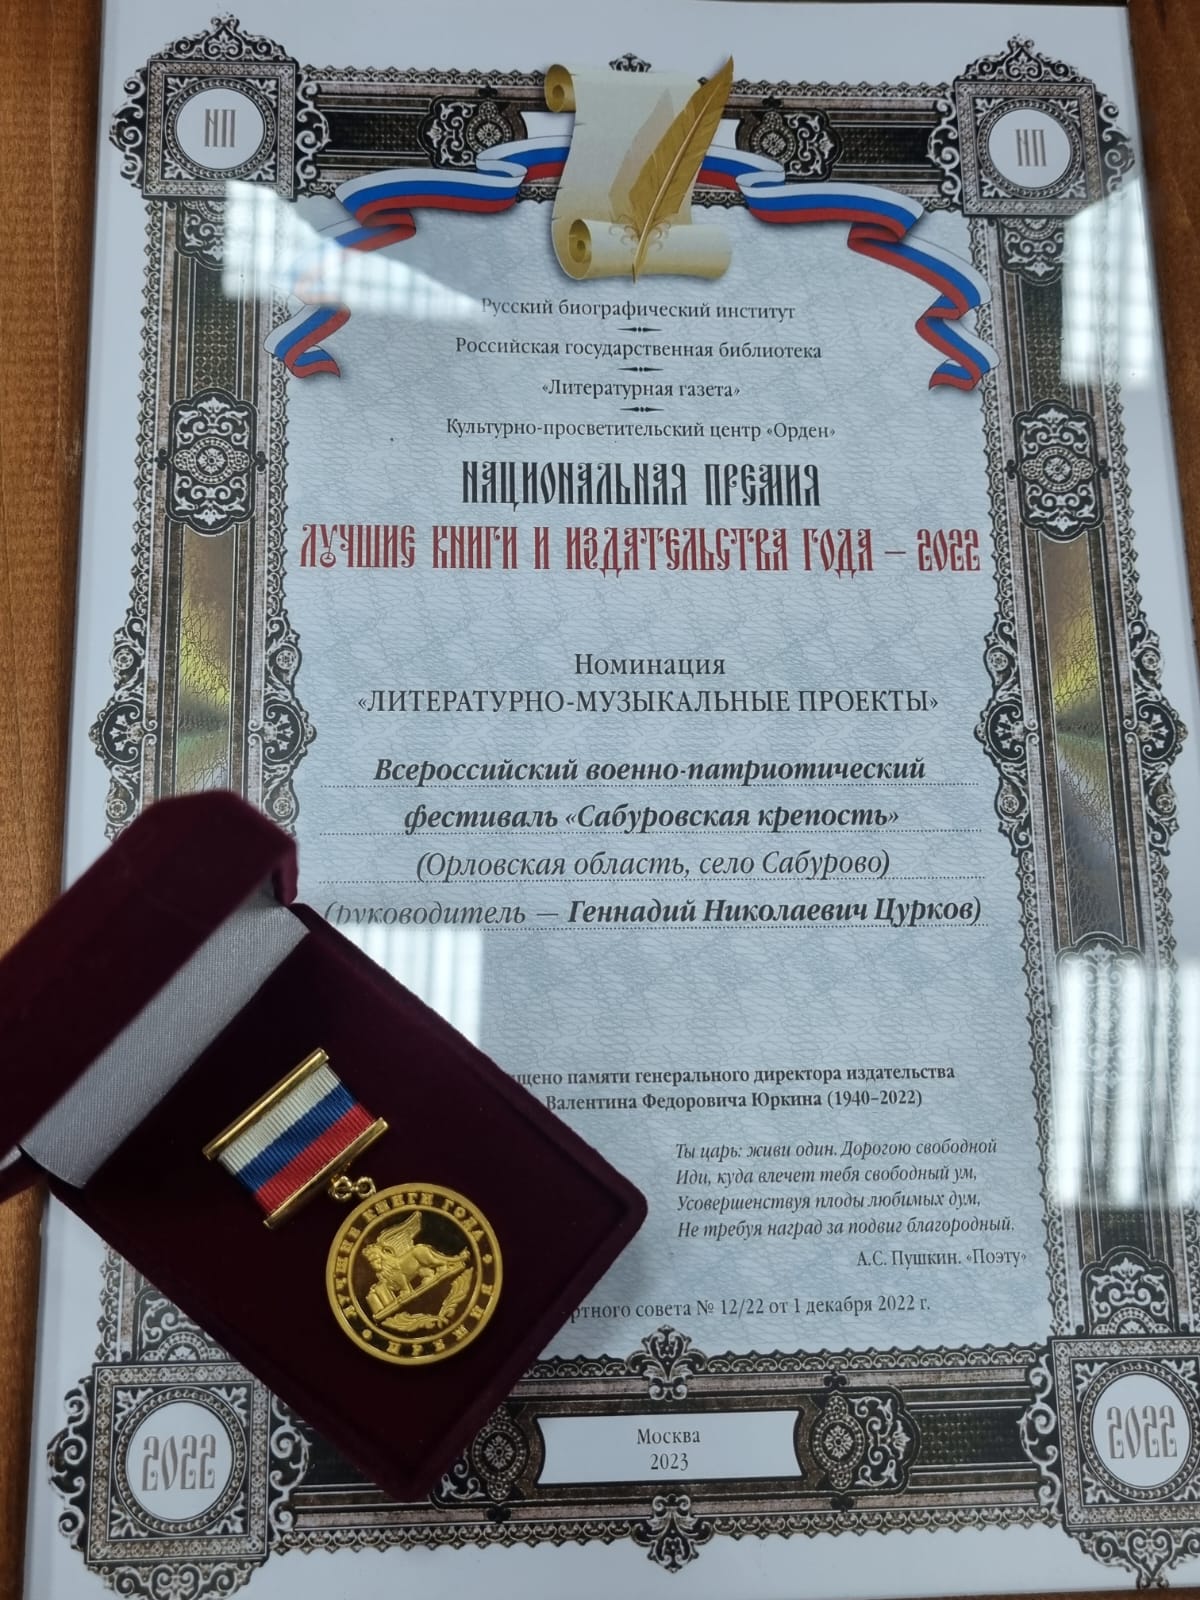 НП
НП
Русский биографический институт
Российская государственная библиотека
«Литературная газета»
Культурно-просветительский центр «Орден»
НАЦИОНАЛЬНАЯ ПРЕМИЯ
ЛУЧШИЕ КНИГИ И ИЗДАТЕЛЬСТВА ГОДА – 2022
Номинация
«ЛИТЕРАТУРНО-МУЗЫКАЛЬНЫЕ ПРОЕКТЫ»
Всероссийский военно-патриотический
фестиваль «Сабуровская крепость»
(Орловская область, село Сабурово)
(руководитель — Геннадий Николаевич Цурков)
памяти генерального директора издательства
Валентина Федоровича Юркина (1940–2022)
Ты царь: живи один. Дорогою свободной
Иди, куда влечет тебя свободный ум,
Усовершенствуя плоды любимых дум,
Не требуя наград за подвиг благородный.
А.С. Пушкин. «Поэту»
совета № 12/22 от 1 декабря 2022 г.
ЛУЧШИЕ КНИГИ ГОДА
2022
Москва
2023
2022